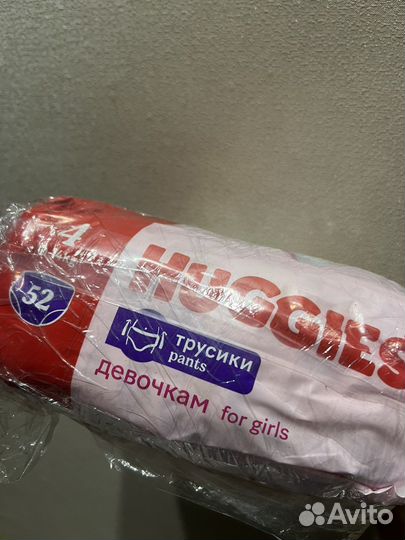 4
HUGGIES
52
трусики
pants
девочкам for girls
Avito